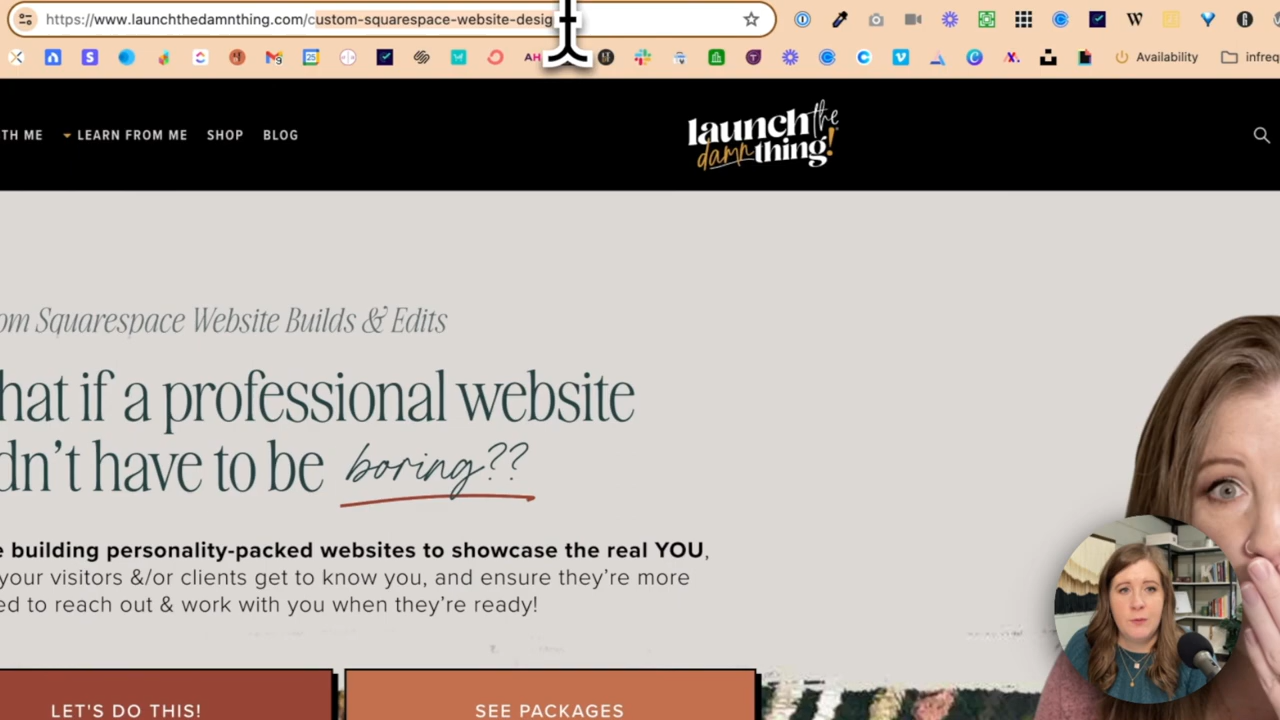 https://www.launchthedamnthing.com/custom-squarespace-website-desig
Availability
infreq
TH ME
LEARN FROM ME
SHOP
BLOG
launch the
damn thing!
om Squarespace Website Builds & Edits
hat if a professional website
dn't have to be boring??
e building personality-packed websites to showcase the real YOU,
your visitors &/or clients get to know you, and ensure they're more
ed to reach out & work with you when they're ready!
LET'S DO THIS!
SEE PACKAGES